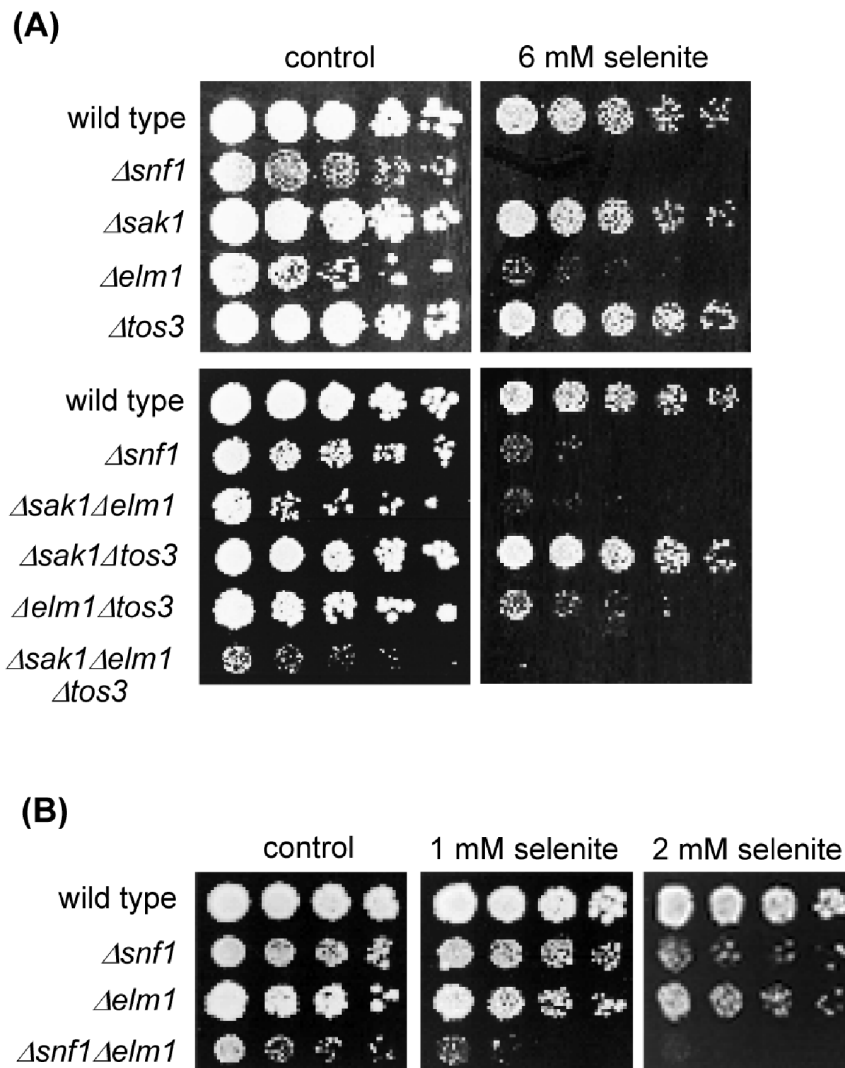 (A)
control 6 mM selenite
wild type
Δsnf1
Δsak1
Δelm1
Δtos3
wild type
Δsnf1
Δsak1Δelm1
Δsak1Δtos3
Δelm1Δtos3
Δsak1Δelm1
Δtos3
(B)
control 1 mM selenite 2 mM selenite
wild type
Δsnf1
Δelm1
Δsnf1Δelm1